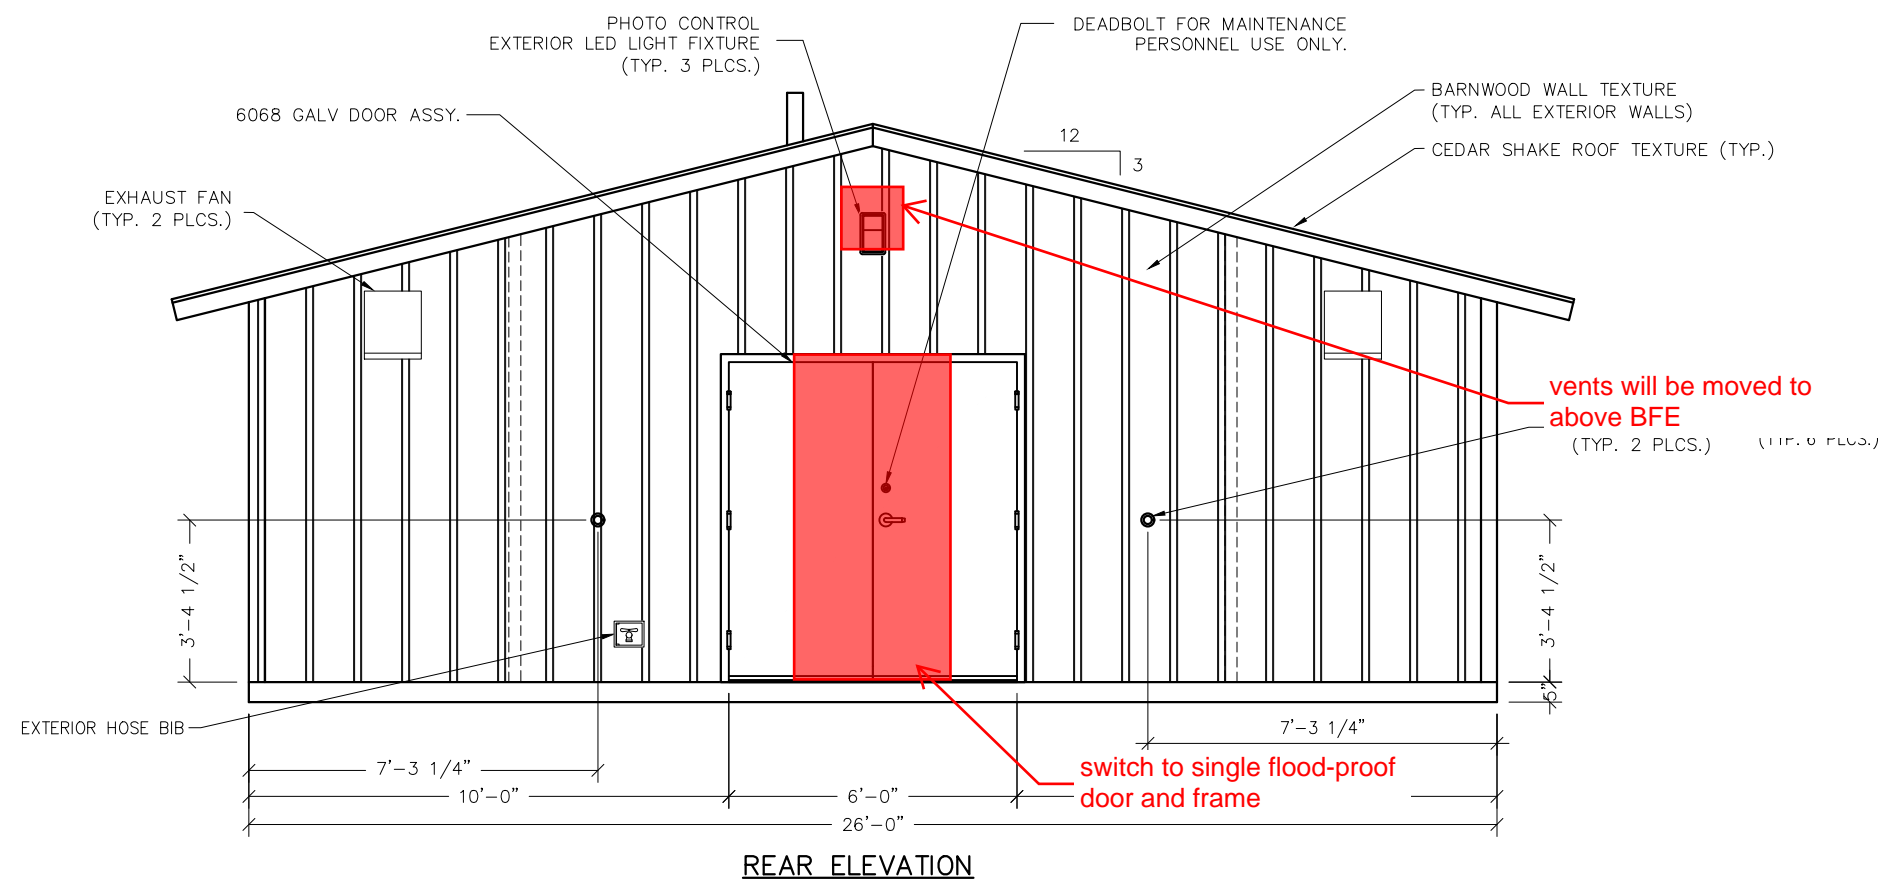 PHOTO CONTROL
EXTERIOR LED LIGHT FIXTURE
(TYP. 3 PLCS.)
DEADBOLT FOR MAINTENANCE
PERSONNEL USE ONLY.
6068 GALV DOOR ASSY.
BARNWOOD WALL TEXTURE
(TYP. ALL EXTERIOR WALLS)
12
3
CEDAR SHAKE ROOF TEXTURE (TYP.)
EXHAUST FAN
(TYP. 2 PLCS.)
vents will be moved to
above BFE
(TYP. 2 PLCS.)
(TYP. 6 PLCS.)
3'-4 1/2"
3'-4 1/2"
5"
EXTERIOR HOSE BIB
7'-3 1/4"
7'-3 1/4"
switch to single flood-proof
door and frame
10'-0"
6'-0"
26'-0"
REAR ELEVATION